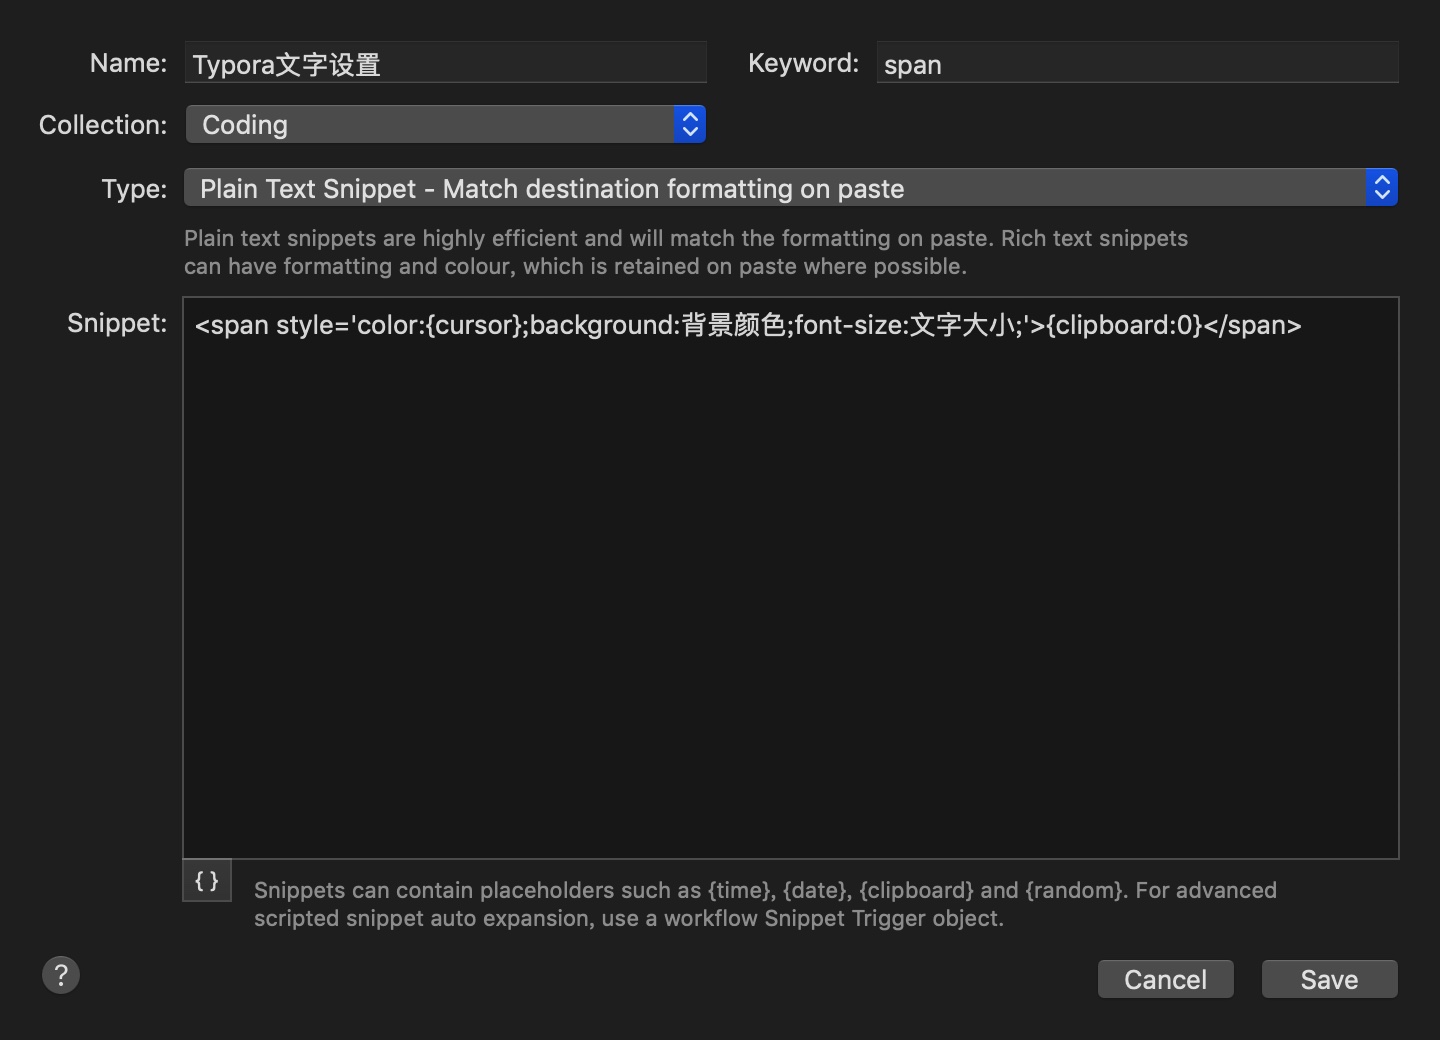 Name: Typora文字设置 Keyword: span
Collection: Coding
Type: Plain Text Snippet - Match destination formatting on paste
Plain text snippets are highly efficient and will match the formatting on paste. Rich text snippets
can have formatting and colour, which is retained on paste where possible.
Snippet: <span style='color:{cursor};background:背景颜色;font-size:文字大小;'>{clipboard:0}</span>
{}
Snippets can contain placeholders such as {time}, {date}, {clipboard} and {random}. For advanced
scripted snippet auto expansion, use a workflow Snippet Trigger object.
? Cancel Save